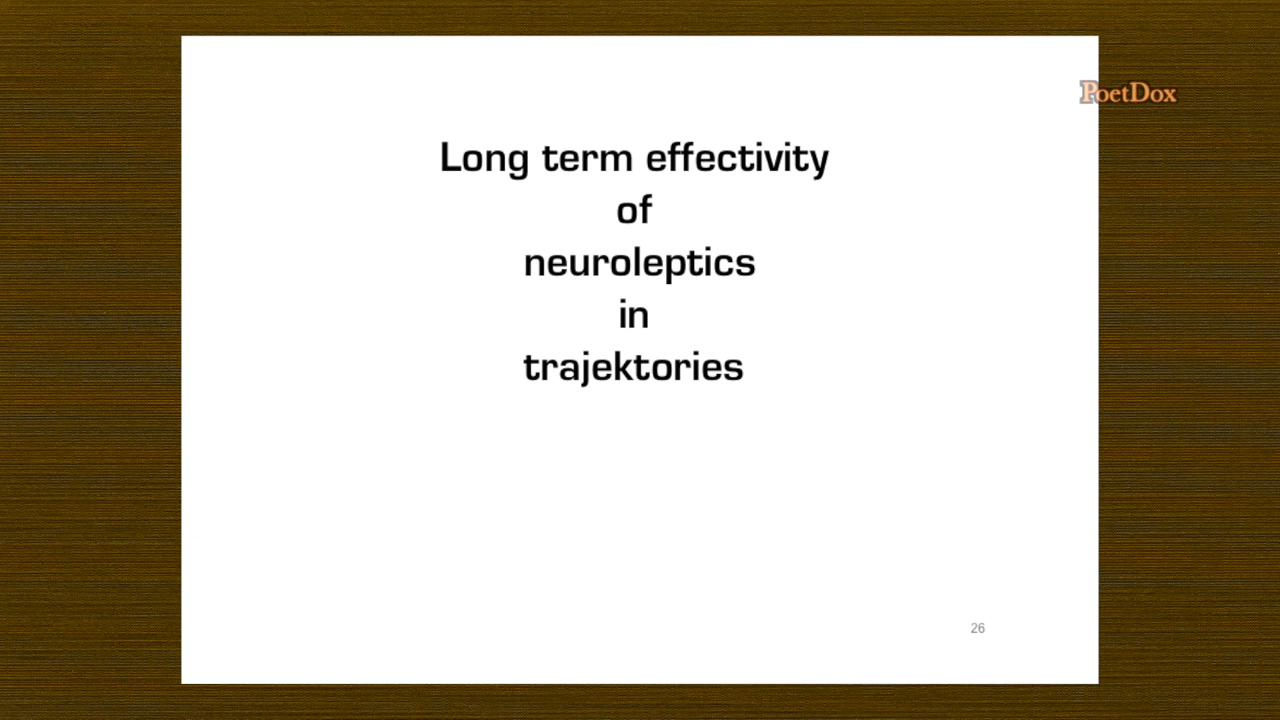 PoetDox
Long term effectivity
of
neuroleptics
in
trajektories
26